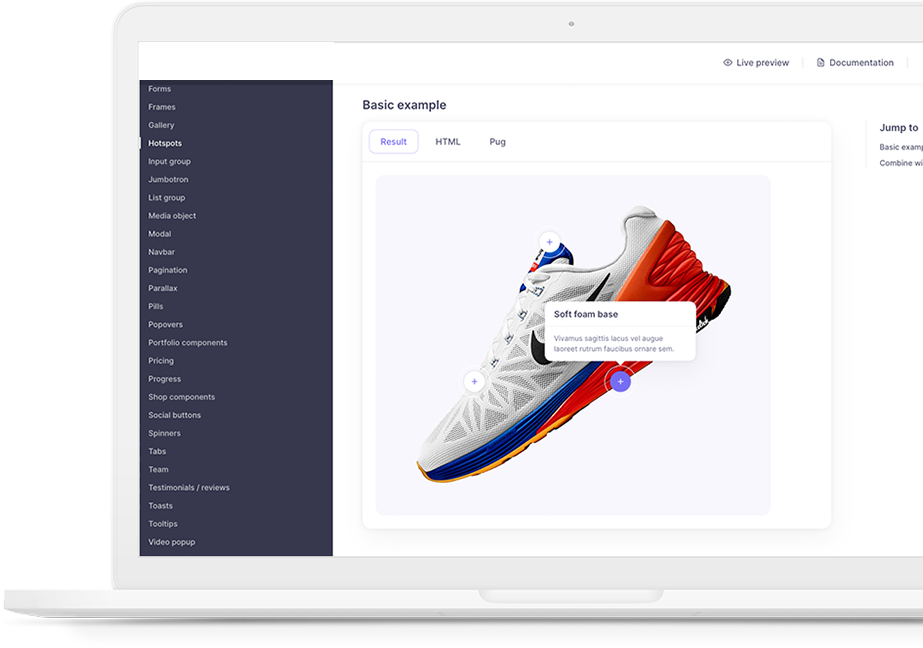 Live preview
Documentation
Forms
Frames
Gallery
Hotspots
Input group
Jumbotron
List group
Media object
Modal
Navbar
Pagination
Parallax
Pills
Popovers
Portfolio components
Pricing
Progress
Shop components
Social buttons
Spinners
Tabs
Team
Testimonials / reviews
Toasts
Tooltips
Video popup
Basic example
Result
HTML
Pug
Soft foam base
Vivamus sagittis lacus vel augue
laoreet rutrum faucibus ornare sem.
Jump to
Basic examp
Combine wi